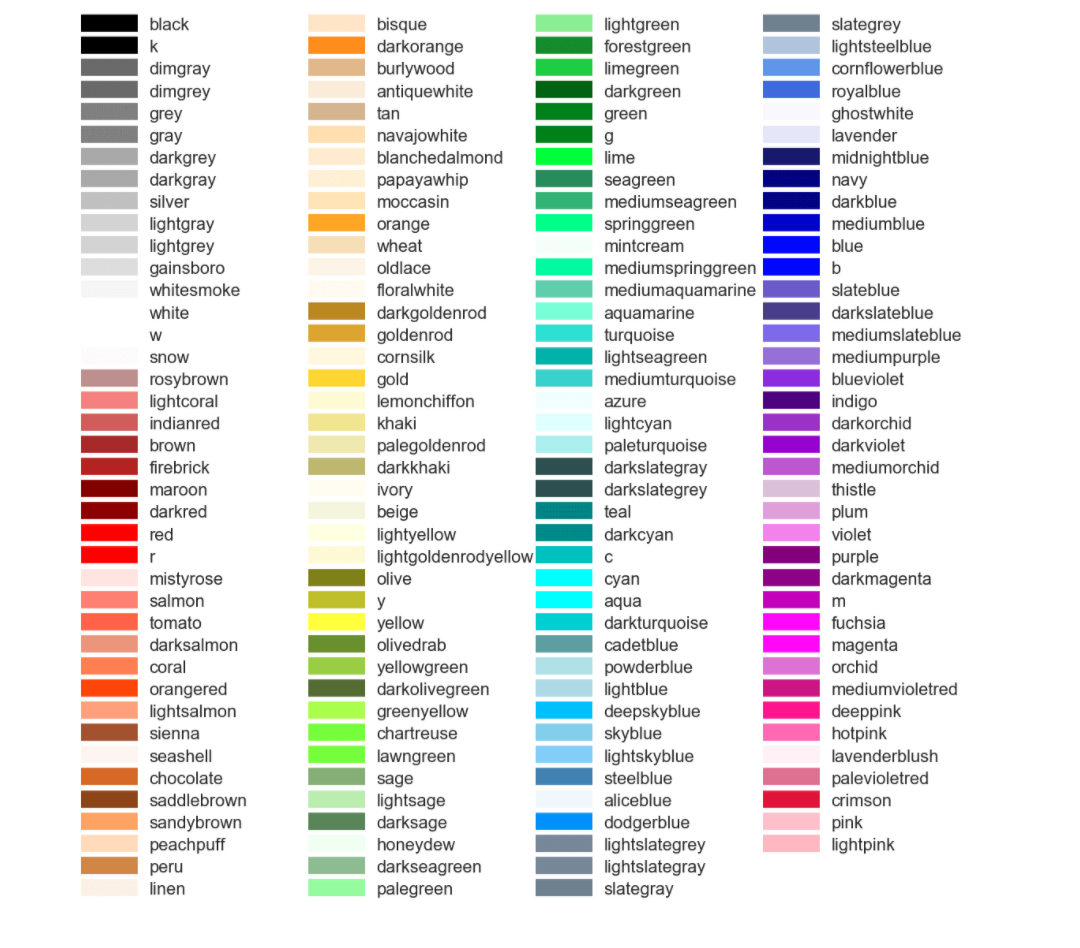 black
k
dimgray
dimgrey
grey
gray
darkgrey
darkgray
silver
lightgray
lightgrey
gainsboro
whitesmoke
white
w
snow
rosybrown
lightcoral
indianred
brown
firebrick
maroon
darkred
red
r
mistyrose
salmon
tomato
darksalmon
coral
orangered
lightsalmon
sienna
seashell
chocolate
saddlebrown
sandybrown
peachpuff
peru
linen
bisque
darkorange
burlywood
antiquewhite
tan
navajowhite
blanchedalmond
papayawhip
moccasin
orange
wheat
oldlace
floralwhite
darkgoldenrod
goldenrod
cornsilk
gold
lemonchiffon
khaki
palegoldenrod
darkkhaki
ivory
beige
lightyellow
lightgoldenrodyellow
olive
y
yellow
olivedrab
yellowgreen
darkolivegreen
greenyellow
chartreuse
lawngreen
sage
lightsage
darksage
honeydew
darkseagreen
palegreen
lightgreen
forestgreen
limegreen
darkgreen
green
g
lime
seagreen
mediumseagreen
springgreen
mintcream
mediumspringgreen
mediumaquamarine
aquamarine
turquoise
lightseagreen
mediumturquoise
azure
lightcyan
paleturquoise
darkslategray
darkslategrey
teal
darkcyan
c
cyan
aqua
darkturquoise
cadetblue
powderblue
lightblue
deepskyblue
skyblue
lightskyblue
steelblue
aliceblue
dodgerblue
lightslategrey
lightslategray
slategray
slategrey
lightsteelblue
cornflowerblue
royalblue
ghostwhite
lavender
midnightblue
navy
darkblue
mediumblue
blue
b
slateblue
darkslateblue
mediumslateblue
mediumpurple
blueviolet
indigo
darkorchid
darkviolet
mediumorchid
thistle
plum
violet
purple
darkmagenta
m
fuchsia
magenta
orchid
mediumvioletred
deeppink
hotpink
lavenderblush
palevioletred
crimson
pink
lightpink